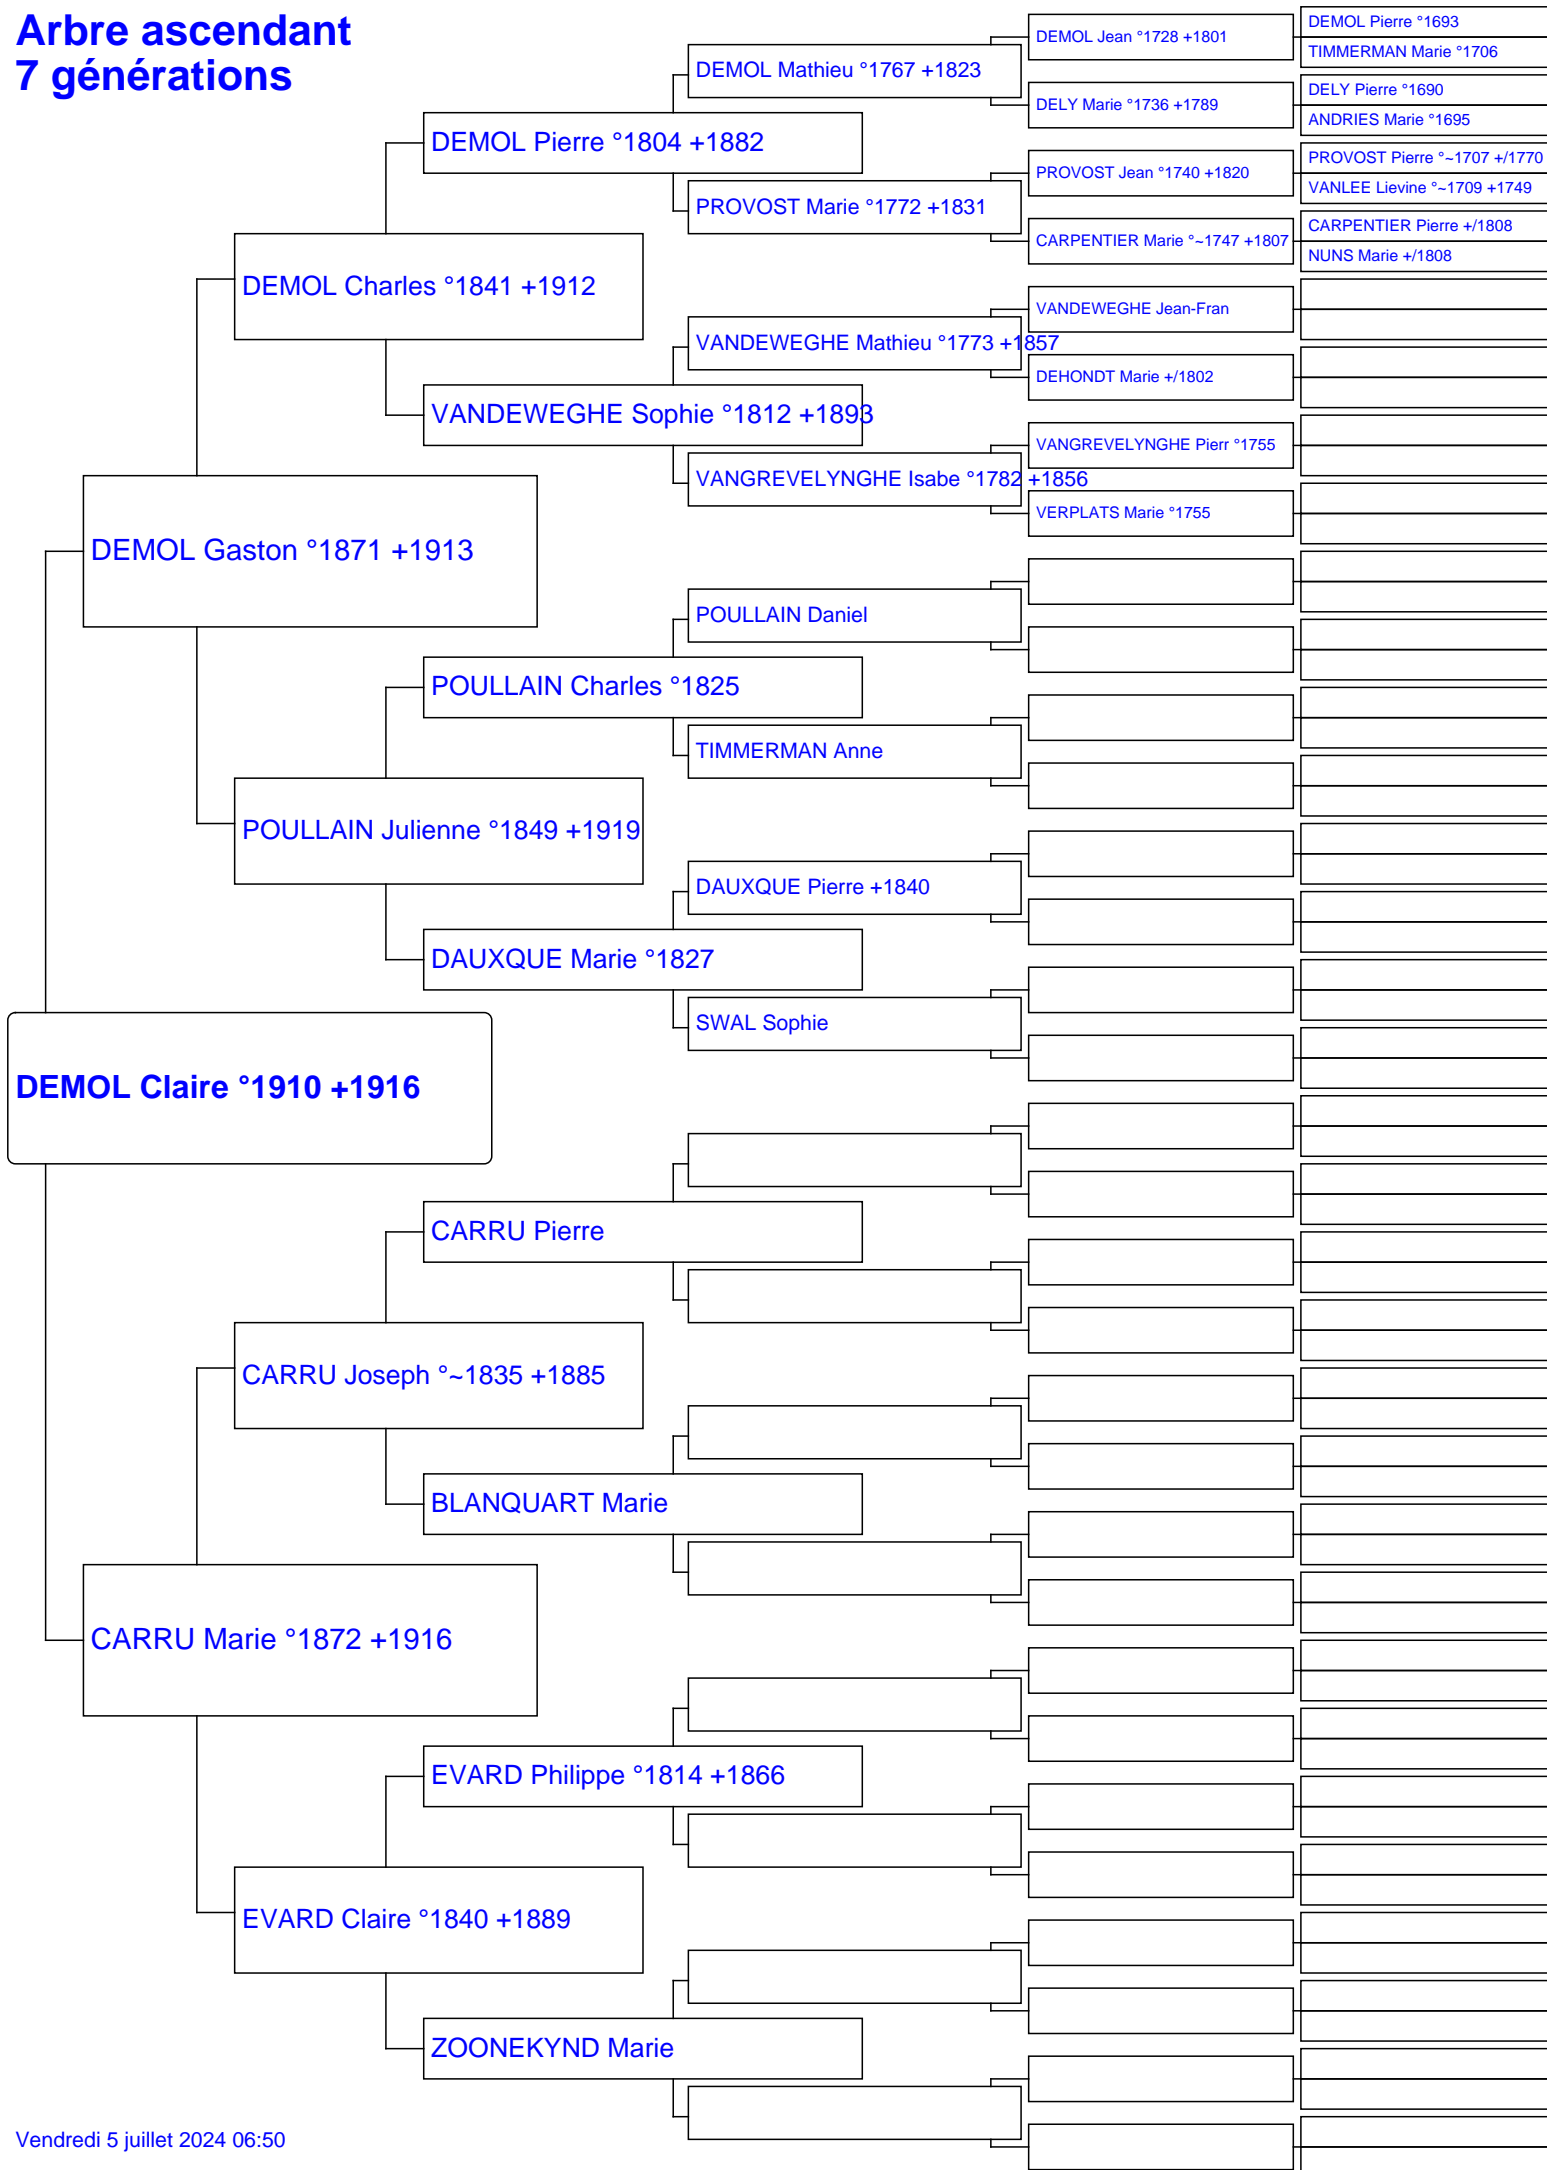 Arbre ascendant
7 générations
DEMOL Claire °1910 +1916
DEMOL Gaston °1871 +1913
CARRU Marie °1872 +1916
DEMOL Charles °1841 +1912
POULLAIN Julienne °1849 +1919
CARRU Joseph °~1835 +1885
EVARD Claire °1840 +1889
DEMOL Pierre °1804 +1882
VANDEWEGHE Sophie °1812 +1893
POULLAIN Charles °1825
DAUXQUE Marie °1827
CARRU Pierre
BLANQUART Marie
EVARD Philippe °1814 +1866
ZOONEKYND Marie
DEMOL Mathieu °1767 +1823
PROVOST Marie °1772 +1831
VANDEWEGHE Mathieu °1773 +1857
VANGREVELYNGHE Isabe °1782 +1856
POULLAIN Daniel
TIMMERMAN Anne
DAUXQUE Pierre +1840
SWAL Sophie
DEMOL Jean °1728 +1801
DELY Marie °1736 +1789
PROVOST Jean °1740 +1820
CARPENTIER Marie °~1747 +1807
VANDEWEGHE Jean-Fran
DEHONDT Marie +/1802
VANGREVELYNGHE Pierr °1755
VERPLATS Marie °1755
DEMOL Pierre °1693
TIMMERMAN Marie °1706
DELY Pierre °1690
ANDRIES Marie °1695
PROVOST Pierre °~1707 +/1770
VANLEE Lievine °~1709 +1749
CARPENTIER Pierre +/1808
NUNS Marie +/1808
Vendredi 5 juillet 2024 06:50